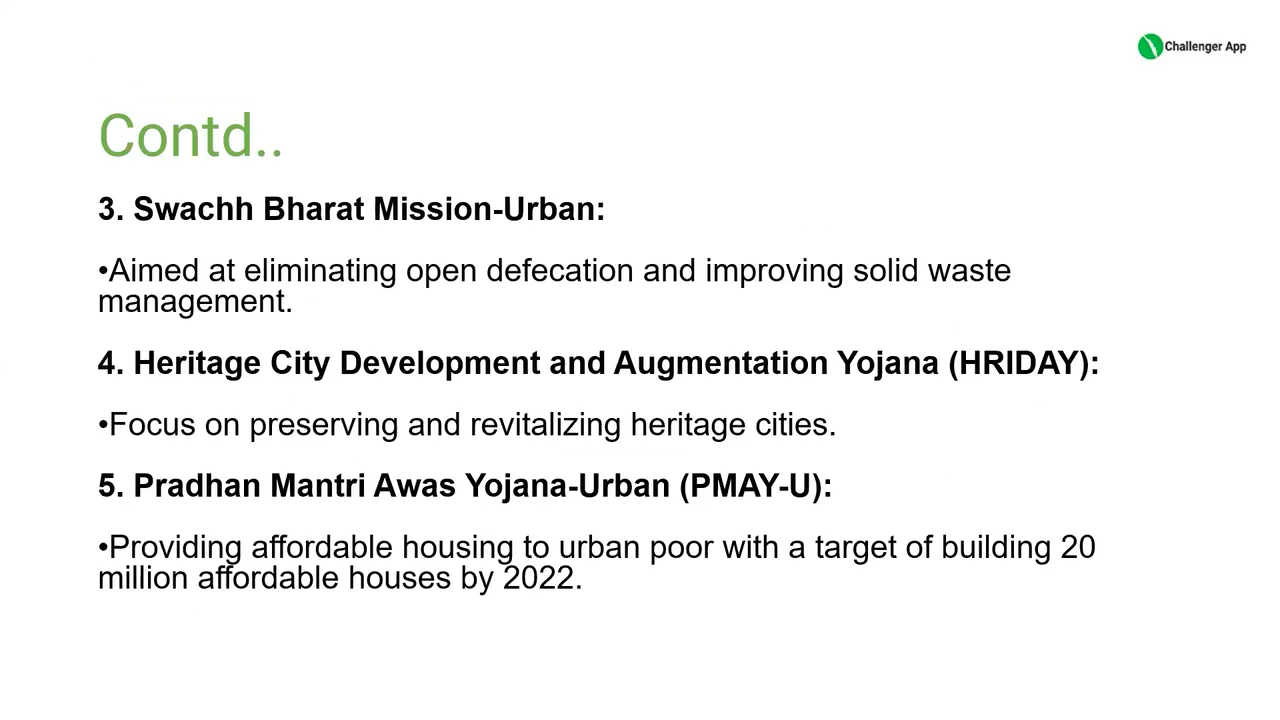 Challenger App
Contd..
3. Swachh Bharat Mission-Urban:
•Aimed at eliminating open defecation and improving solid waste
management.
4. Heritage City Development and Augmentation Yojana (HRIDAY):
•Focus on preserving and revitalizing heritage cities.
5. Pradhan Mantri Awas Yojana-Urban (PMAY-U):
•Providing affordable housing to urban poor with a target of building 20
million affordable houses by 2022.